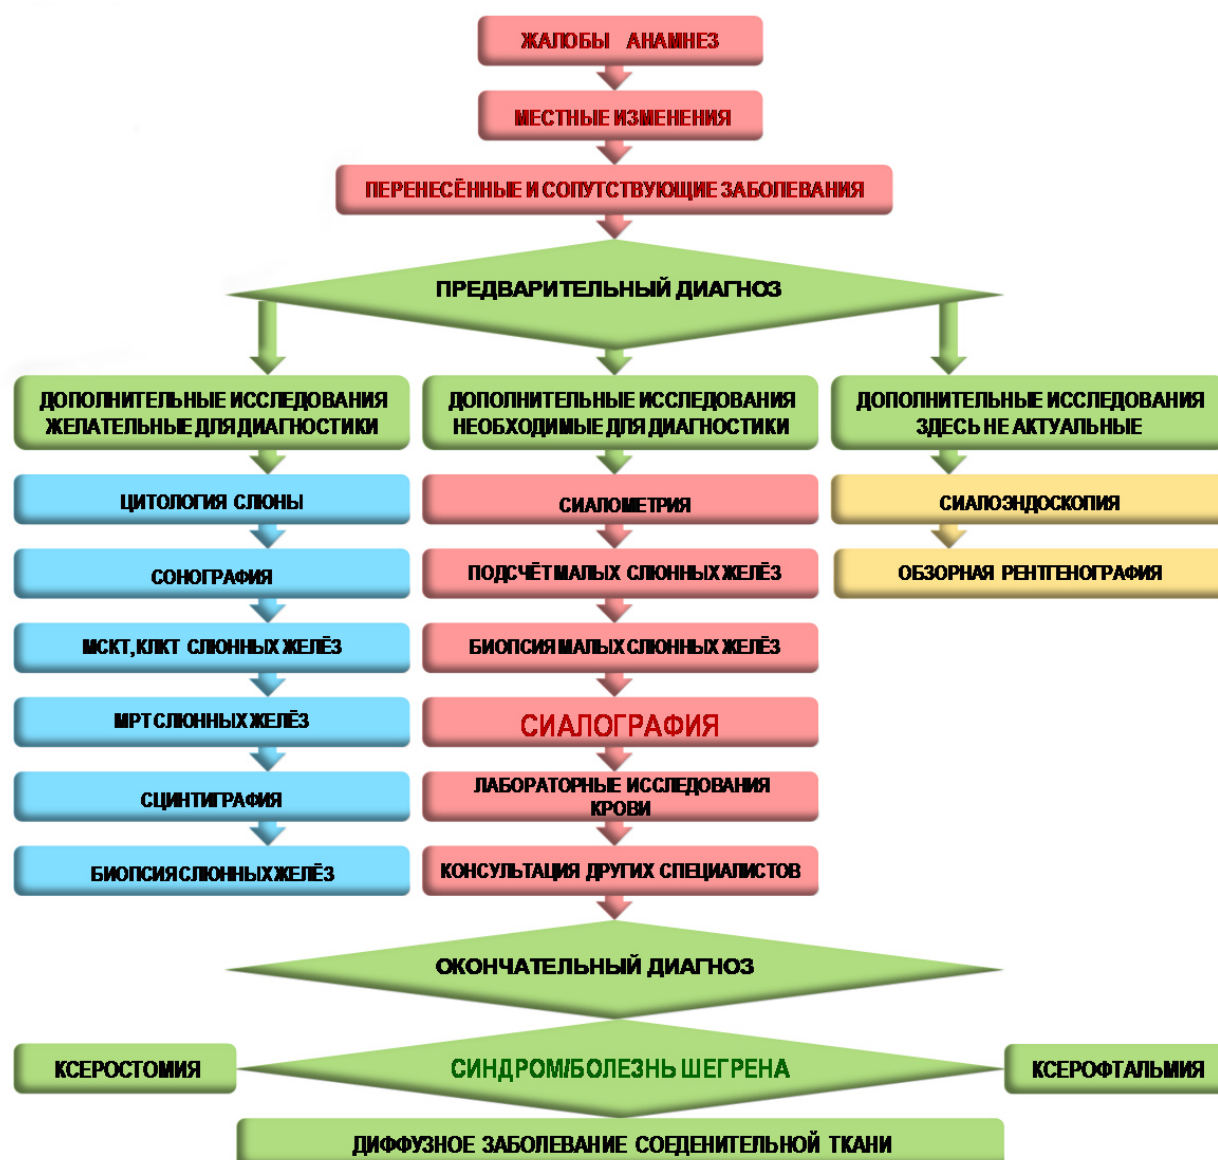 ЖАЛОБЫ АНАМНЕЗ
МЕСТНЫЕ ИЗМЕНЕНИЯ
ПЕРЕНЕСЁННЫЕ И СОПУТСТВУЮЩИЕ ЗАБОЛЕВАНИЯ
ПРЕДВАРИТЕЛЬНЫЙ ДИАГНОЗ
ДОПОЛНИТЕЛЬНЫЕ ИССЛЕДОВАНИЯ
ЖЕЛАТЕЛЬНЫЕ ДЛЯ ДИАГНОСТИКИ
ЦИТОЛОГИЯ СЛЮНЫ
СОНОГРАФИЯ
МСКТ, КЛКТ СЛЮННЫХ ЖЕЛЁЗ
МРТ СЛЮННЫХ ЖЕЛЁЗ
СЦИНТИГРАФИЯ
БИОПСИЯ СЛЮННЫХ ЖЕЛЁЗ
ДОПОЛНИТЕЛЬНЫЕ ИССЛЕДОВАНИЯ
НЕОБХОДИМЫЕ ДЛЯ ДИАГНОСТИКИ
СИАЛОМЕТРИЯ
ПОДСЧЁТ МАЛЫХ СЛЮННЫХ ЖЕЛЁЗ
БИОПСИЯ МАЛЫХ СЛЮННЫХ ЖЕЛЁЗ
СИАЛОГРАФИЯ
ЛАБОРАТОРНЫЕ ИССЛЕДОВАНИЯ
КРОВИ
КОНСУЛЬТАЦИЯ ДРУГИХ СПЕЦИАЛИСТОВ
ДОПОЛНИТЕЛЬНЫЕ ИССЛЕДОВАНИЯ
ЗДЕСЬ НЕ АКТУАЛЬНЫЕ
СИАЛОЭНДОСКОПИЯ
ОБЗОРНАЯ РЕНТГЕНОГРАФИЯ
ОКОНЧАТЕЛЬНЫЙ ДИАГНОЗ
КСЕРОСТОМИЯ
СИНДРОМ/БОЛЕЗНЬ ШЕГРЕНА
КСЕРОФТАЛЬМИЯ
ДИФФУЗНОЕ ЗАБОЛЕВАНИЕ СОЕДЕНИТЕЛЬНОЙ ТКАНИ